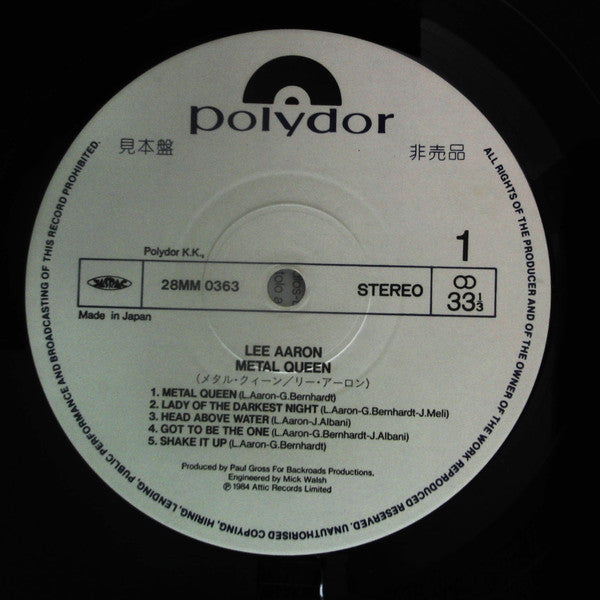 polydor
見本盤
非売品
1
Polydor K.K.,
JASRAC
28MM 0363
STEREO
33⅓
Made in Japan
LEE AARON
METAL QUEEN
(メタル・クィーン/リー・アーロン)
1. METAL QUEEN (L.Aaron-G.Bernhardt)
2. LADY OF THE DARKEST NIGHT (L.Aaron-G.Bernhardt-J.Meli)
3. HEAD ABOVE WATER (L.Aaron-J.Albani)
4. GOT TO BE THE ONE (L.Aaron-G.Bernhardt-J.Albani)
5. SHAKE IT UP (L.Aaron-G.Bernhardt)
Produced by Paul Gross For Backroads Productions.
Engineered by Mick Walsh
℗ 1984 Attic Records Limited
ALL RIGHTS OF THE PRODUCER AND OF THE OWNER OF THE WORK REPRODUCED RESERVED. UNAUTHORISED COPYING, HIRING, LENDING, PUBLIC PERFORMANCE AND BROADCASTING OF THIS RECORD PROHIBITED.